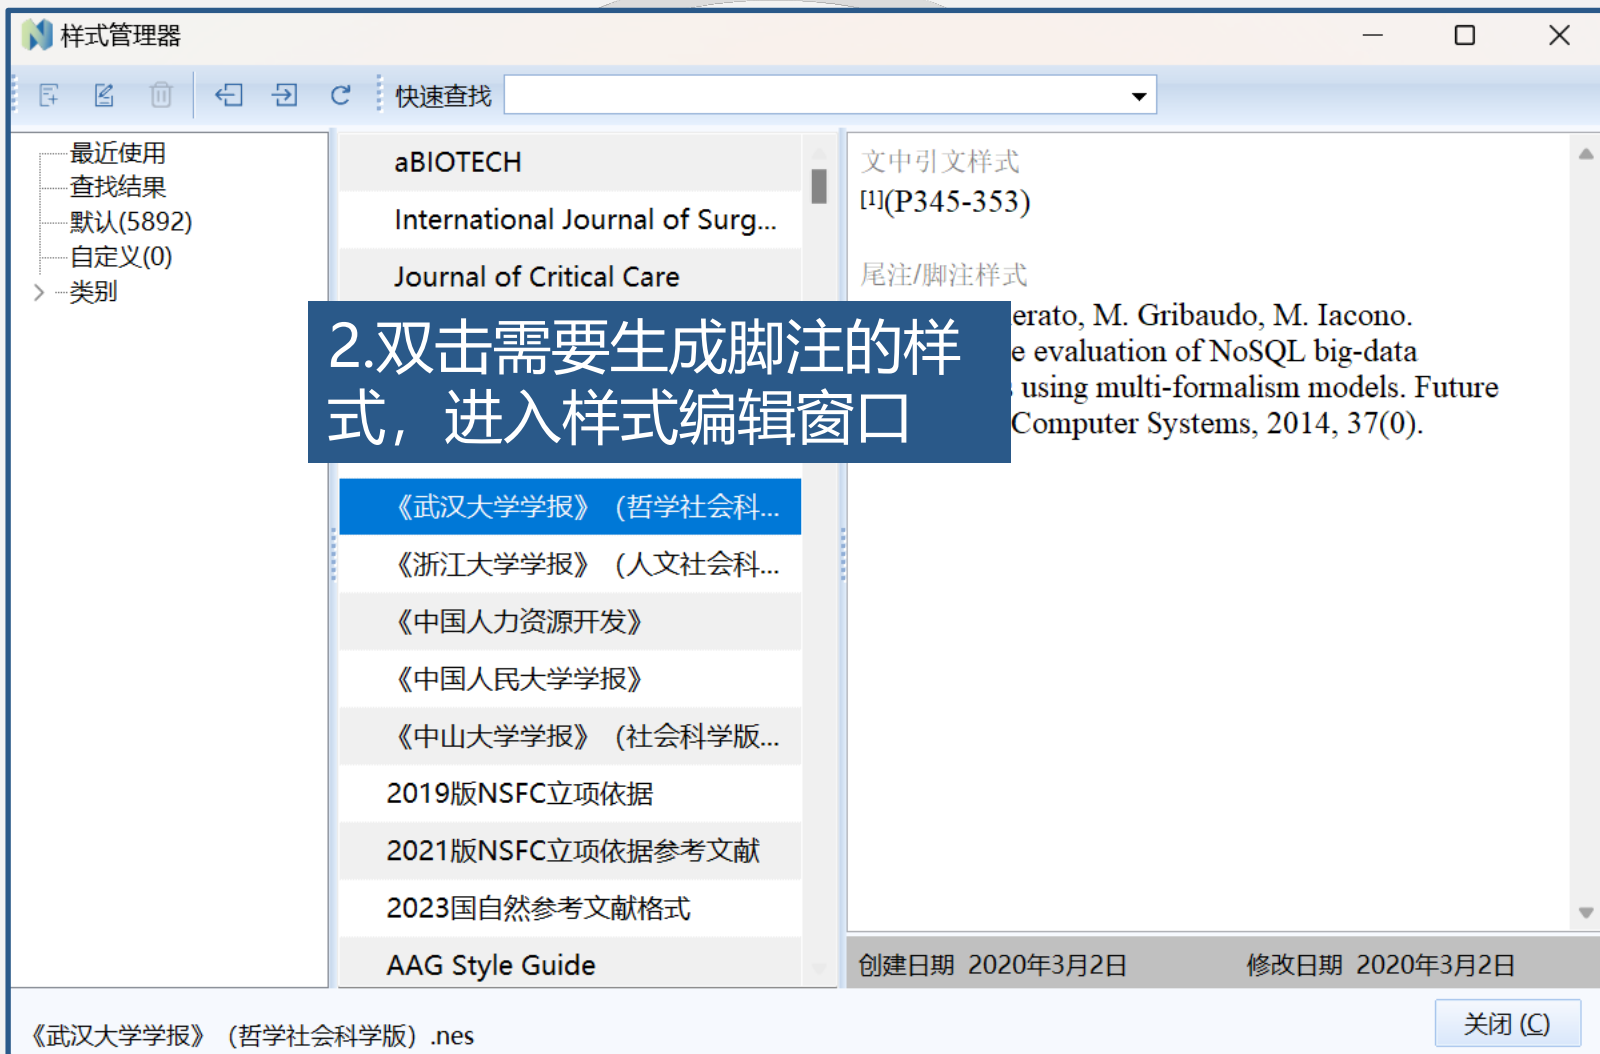 样式管理器
快速查找
最近使用
查找结果
默认(5892)
自定义(0)
类别
aBIOTECH
International Journal of Surg...
Journal of Critical Care
2.双击需要生成脚注的样
式，进入样式编辑窗口
《武汉大学学报》（哲学社会科...
《浙江大学学报》（人文社会科...
《中国人力资源开发》
《中国人民大学学报》
《中山大学学报》（社会科学版...
2019版NSFC立项依据
2021版NSFC立项依据参考文献
2023国自然参考文献格式
AAG Style Guide
文中引文样式
[1](P345-353)
尾注/脚注样式
erato, M. Gribaudo, M. Iacono.
e evaluation of NoSQL big-data
using multi-formalism models. Future
Computer Systems, 2014, 37(0).
创建日期 2020年3月2日 修改日期 2020年3月2日
《武汉大学学报》（哲学社会科学版）.nes
关闭 (C)